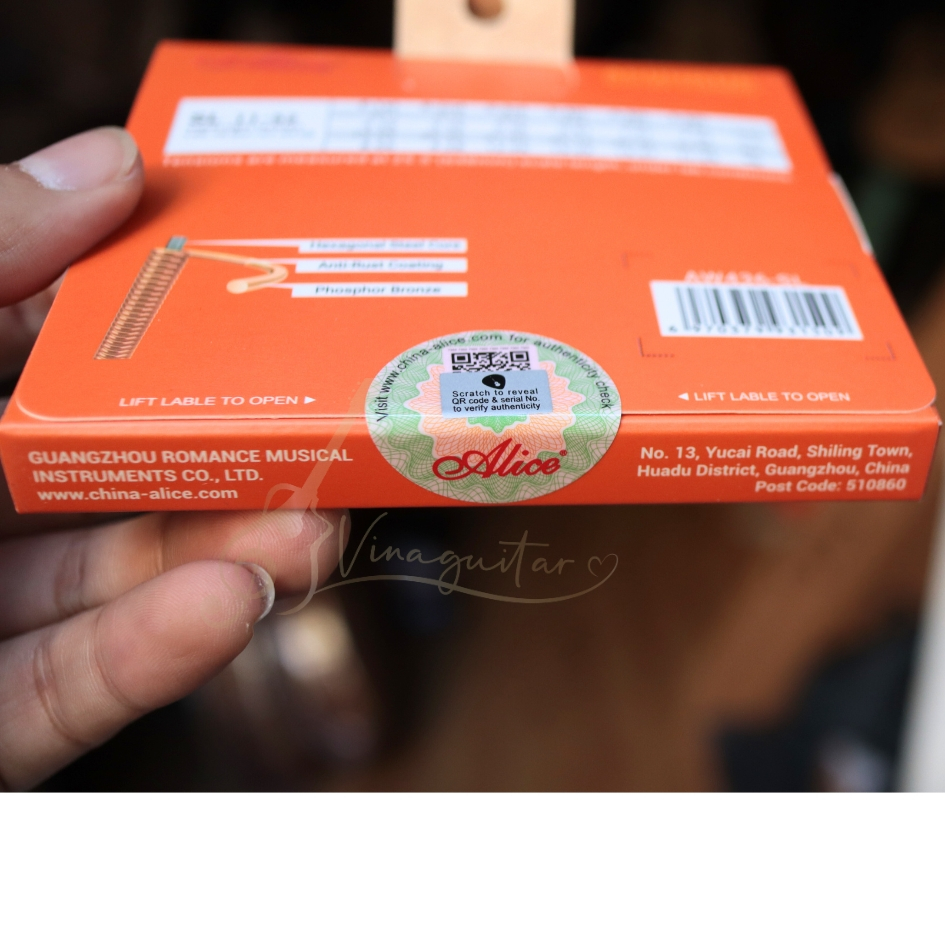 Hexagonal Steel Core
Anti-Rust Coating
Phosphor Bronze
AW436-SL
LIFT LABLE TO OPEN ▶
◀ LIFT LABLE TO OPEN
Visit www.china-alice.com for authenticity check
Scratch to reveal
QR code & serial No.
to verify authenticity
Alice®
GUANGZHOU ROMANCE MUSICAL
INSTRUMENTS CO., LTD.
www.china-alice.com
No. 13, Yucai Road, Shiling Town,
Huadu District, Guangzhou, China
Post Code: 510860
Vinaguitar